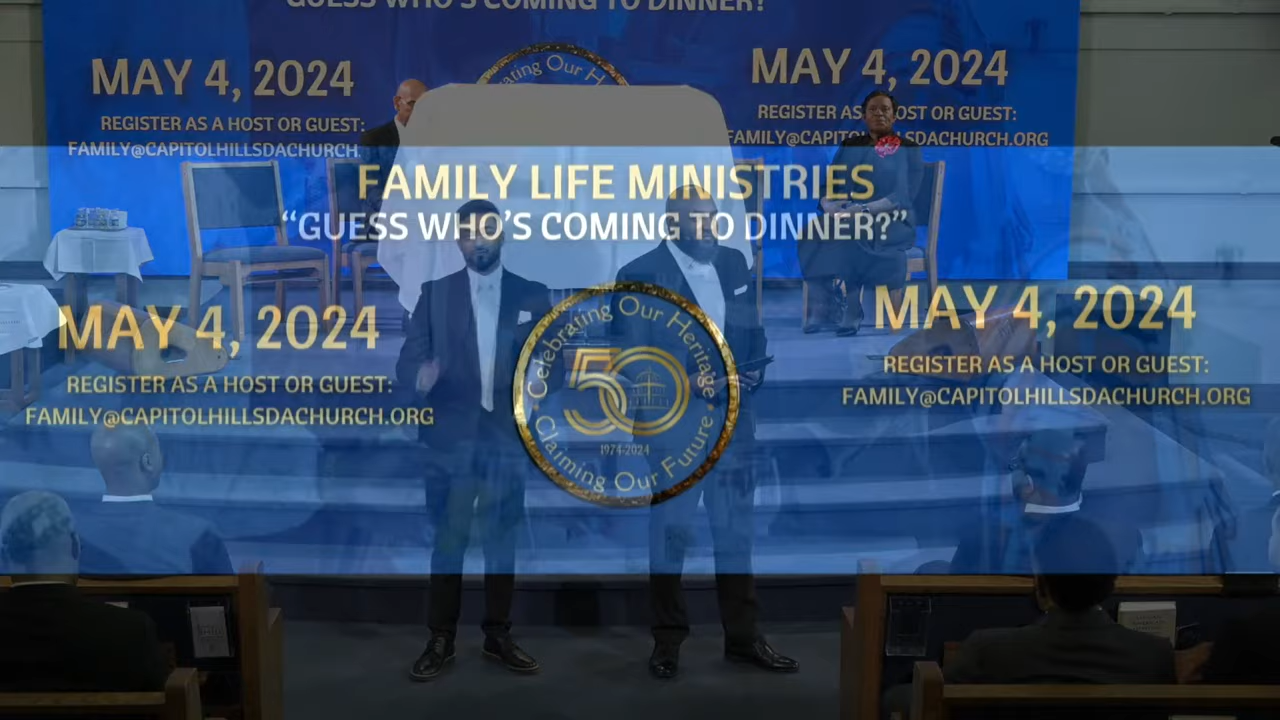 GUESS WHO'S COMING TO DINNER?
MAY 4, 2024
REGISTER AS A HOST OR GUEST:
FAMILY@CAPITOLHILLSDACHURCH.
MAY 4, 2024
REGISTER AS A HOST OR GUEST:
FAMILY@CAPITOLHILLSDACHURCH.ORG
FAMILY LIFE MINISTRIES
“GUESS WHO’S COMING TO DINNER?”
MAY 4, 2024
REGISTER AS A HOST OR GUEST:
FAMILY@CAPITOLHILLSDACHURCH.ORG
Celebrating Our Heritage
50
1974-2024
Claiming Our Future
MAY 4, 2024
REGISTER AS A HOST OR GUEST:
FAMILY@CAPITOLHILLSDACHURCH.ORG